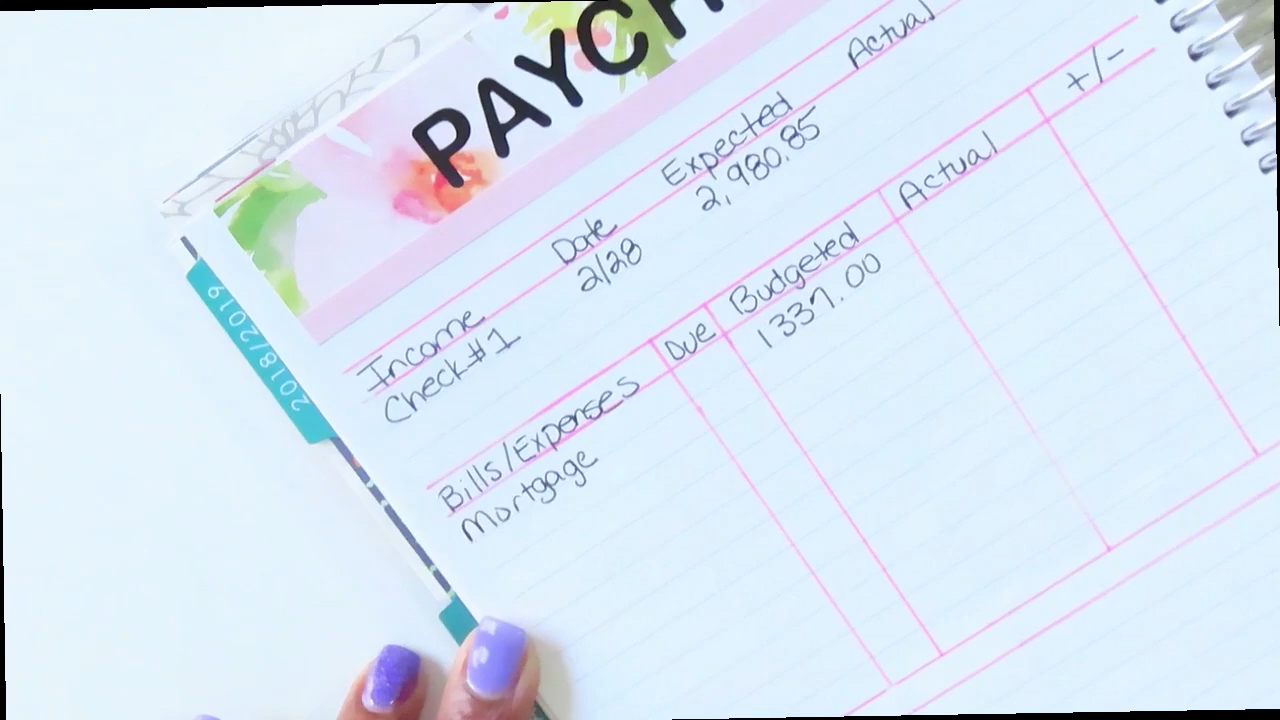 PAYCH
Income Date Expected Actual
Check#1 2/28 2,980.85
Bills/Expenses Due Budgeted Actual +/-
Mortgage 1337.00
2018/2019